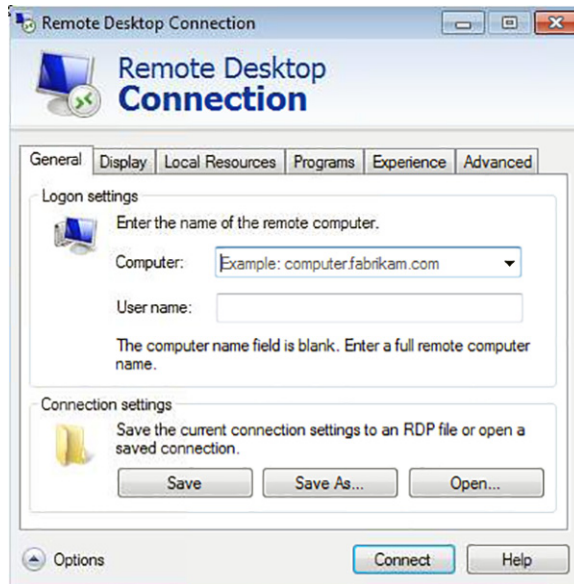 Remote Desktop Connection
Remote Desktop
Connection
General Display Local Resources Programs Experience Advanced
Logon settings
Enter the name of the remote computer.
Computer: Example: computer.fabrikam.com
User name:
The computer name field is blank. Enter a full remote computer
name.
Connection settings
Save the current connection settings to an RDP file or open a
saved connection.
Save Save As... Open...
Options Connect Help